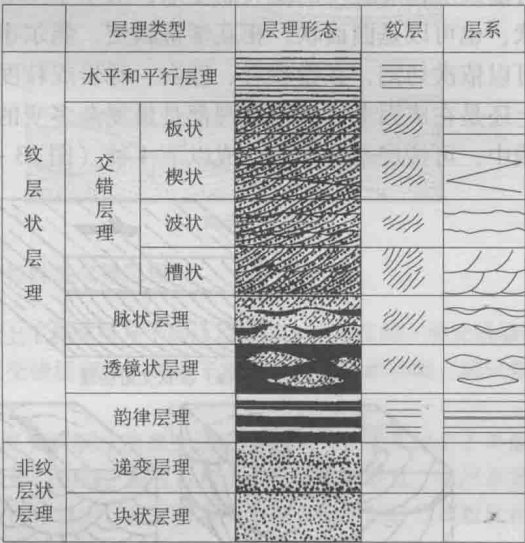 层理类型 层理形态 纹层 层系
水平和平行层理
纹层状层理
交错层理
板状
楔状
波状
槽状
脉状层理
透镜状层理
韵律层理
非纹层状层理
递变层理
块状层理